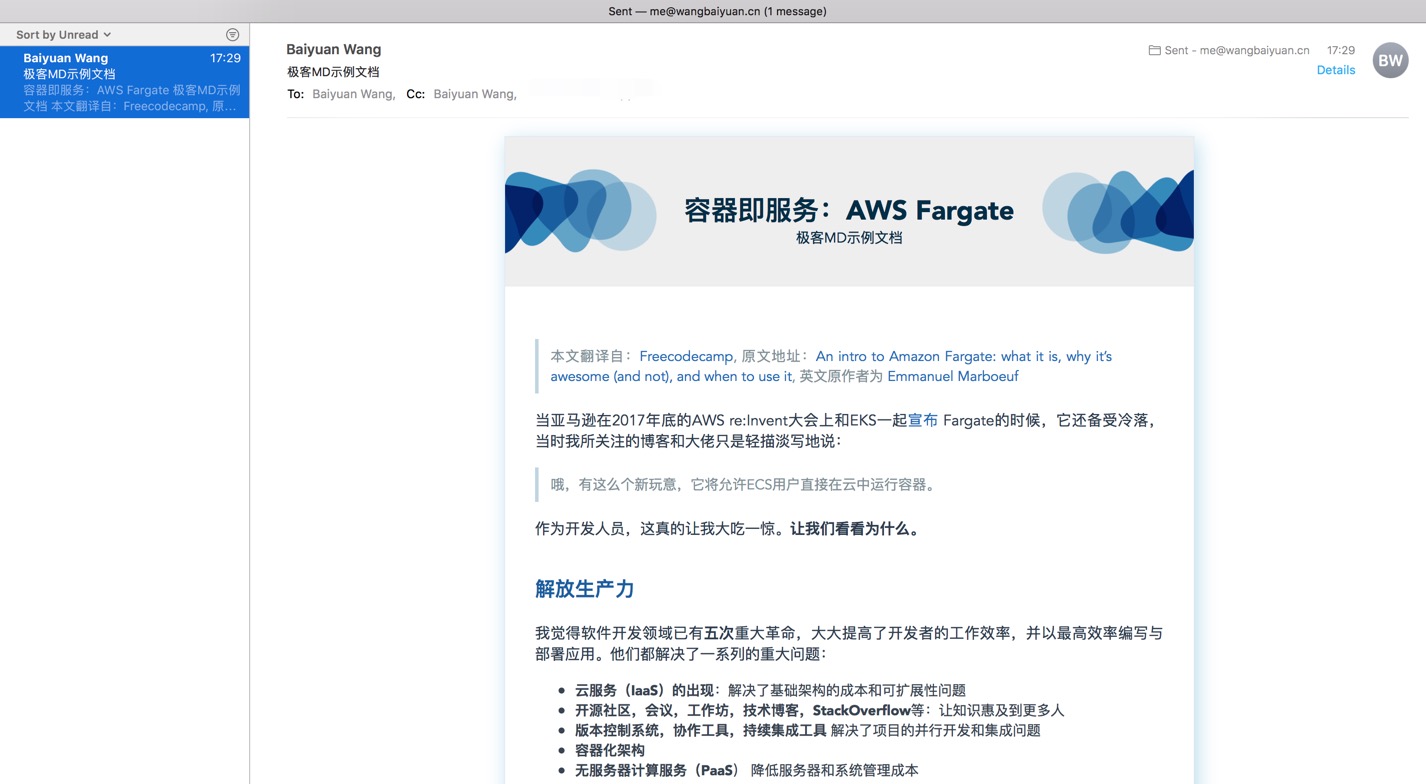 Sent — me@wangbaiyuan.cn (1 message)
Sort by Unread
Baiyuan Wang 17:29
极客MD示例文档
容器即服务：AWS Fargate 极客MD示例
文档 本文翻译自：Freecodecamp, 原…
Baiyuan Wang
Sent - me@wangbaiyuan.cn 17:29
极客MD示例文档
Details
BW
To: Baiyuan Wang, Cc: Baiyuan Wang,
容器即服务：AWS Fargate
极客MD示例文档
本文翻译自：Freecodecamp, 原文地址：An intro to Amazon Fargate: what it is, why it’s
awesome (and not), and when to use it, 英文原作者为 Emmanuel Marboeuf
当亚马逊在2017年底的AWS re:Invent大会上和EKS一起宣布 Fargate的时候，它还备受冷落，
当时我所关注的博客和大佬只是轻描淡写地说：
哦，有这么个新玩意，它将允许ECS用户直接在云中运行容器。
作为开发人员，这真的让我大吃一惊。让我们看看为什么。
解放生产力
我觉得软件开发领域已有五次重大革命，大大提高了开发者的工作效率，并以最高效率编写与
部署应用。他们都解决了一系列的重大问题：
• 云服务（IaaS）的出现：解决了基础架构的成本和可扩展性问题
• 开源社区，会议，工作坊，技术博客，StackOverflow等：让知识惠及到更多人
• 版本控制系统，协作工具，持续集成工具 解决了项目的并行开发和集成问题
• 容器化架构
• 无服务器计算服务（PaaS） 降低服务器和系统管理成本